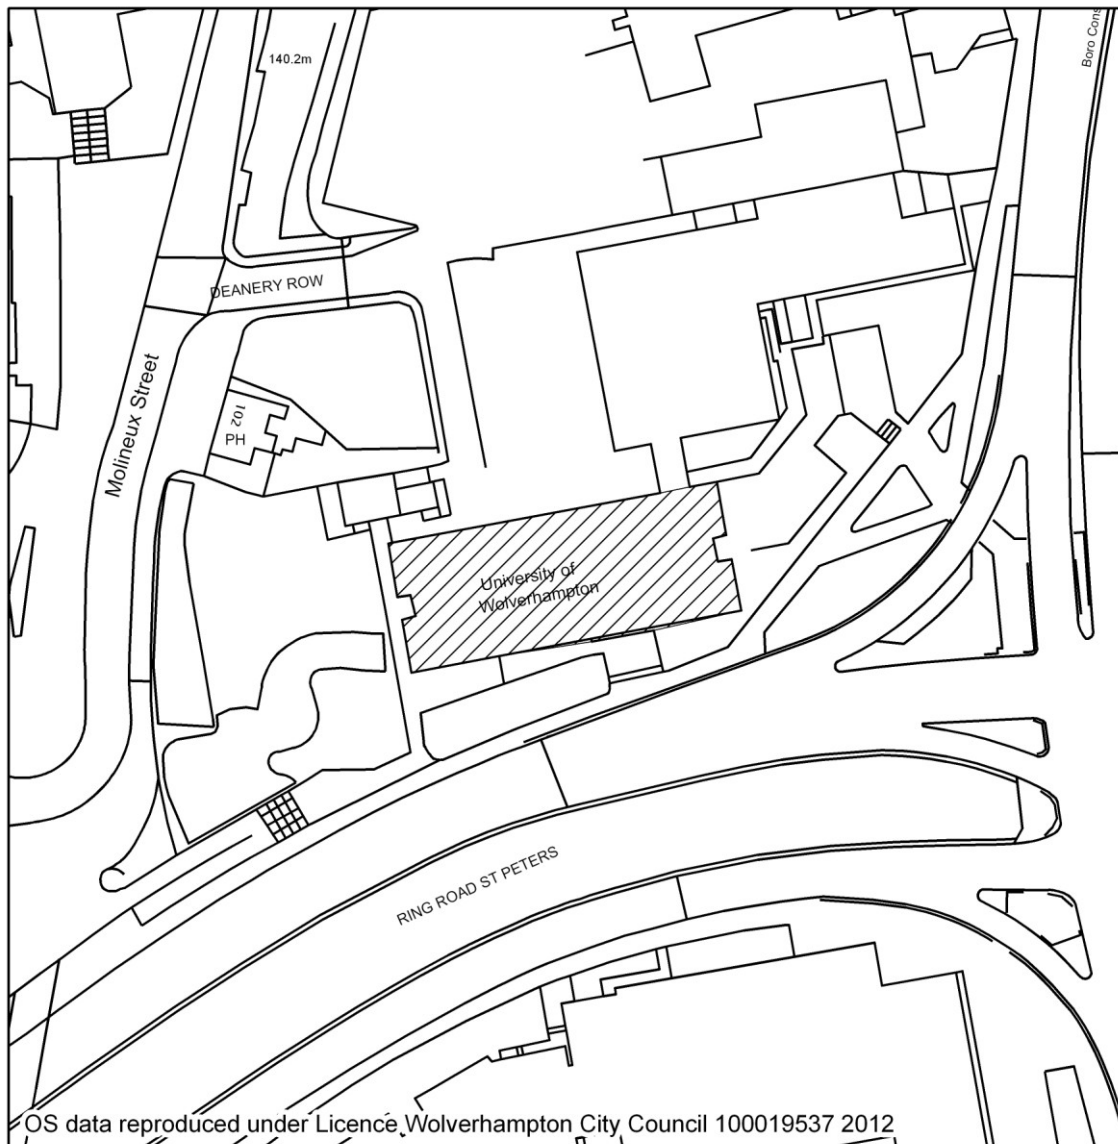 140.2m
Boro Cons
DEANERY ROW
Molineux Street
102
PH
University of
Wolverhampton
RING ROAD ST PETERS
OS data reproduced under Licence Wolverhampton City Council 100019537 2012